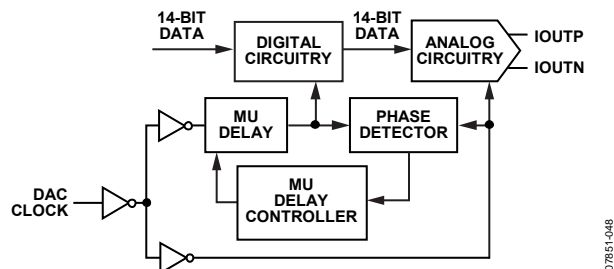 14-BIT
DATA
DIGITAL
CIRCUITRY
14-BIT
DATA
ANALOG
CIRCUITRY
IOUTP
IOUTN
MU
DELAY
PHASE
DETECTOR
DAC
CLOCK
MU
DELAY
CONTROLLER
07851-048